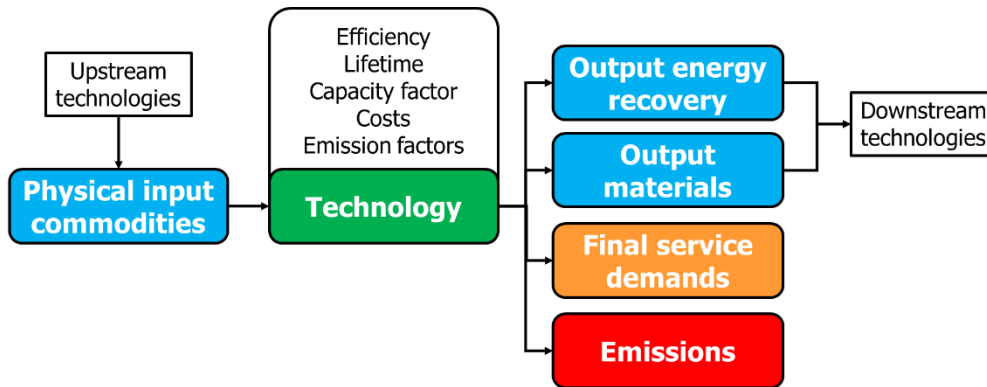 Upstream
technologies
Physical input
commodities
Efficiency
Lifetime
Capacity factor
Costs
Emission factors
Technology
Output energy
recovery
Output
materials
Final service
demands
Emissions
Downstream
technologies